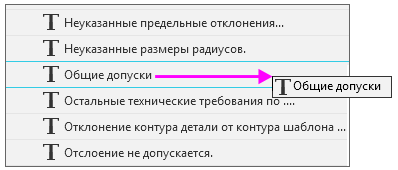 Неуказанные предельные отклонения...
Неуказанные размеры радиусов.
Общие допуски
Общие допуски
Остальные технические требования по ....
Отклонение контура детали от контура шаблона ...
Отслоение не допускается.